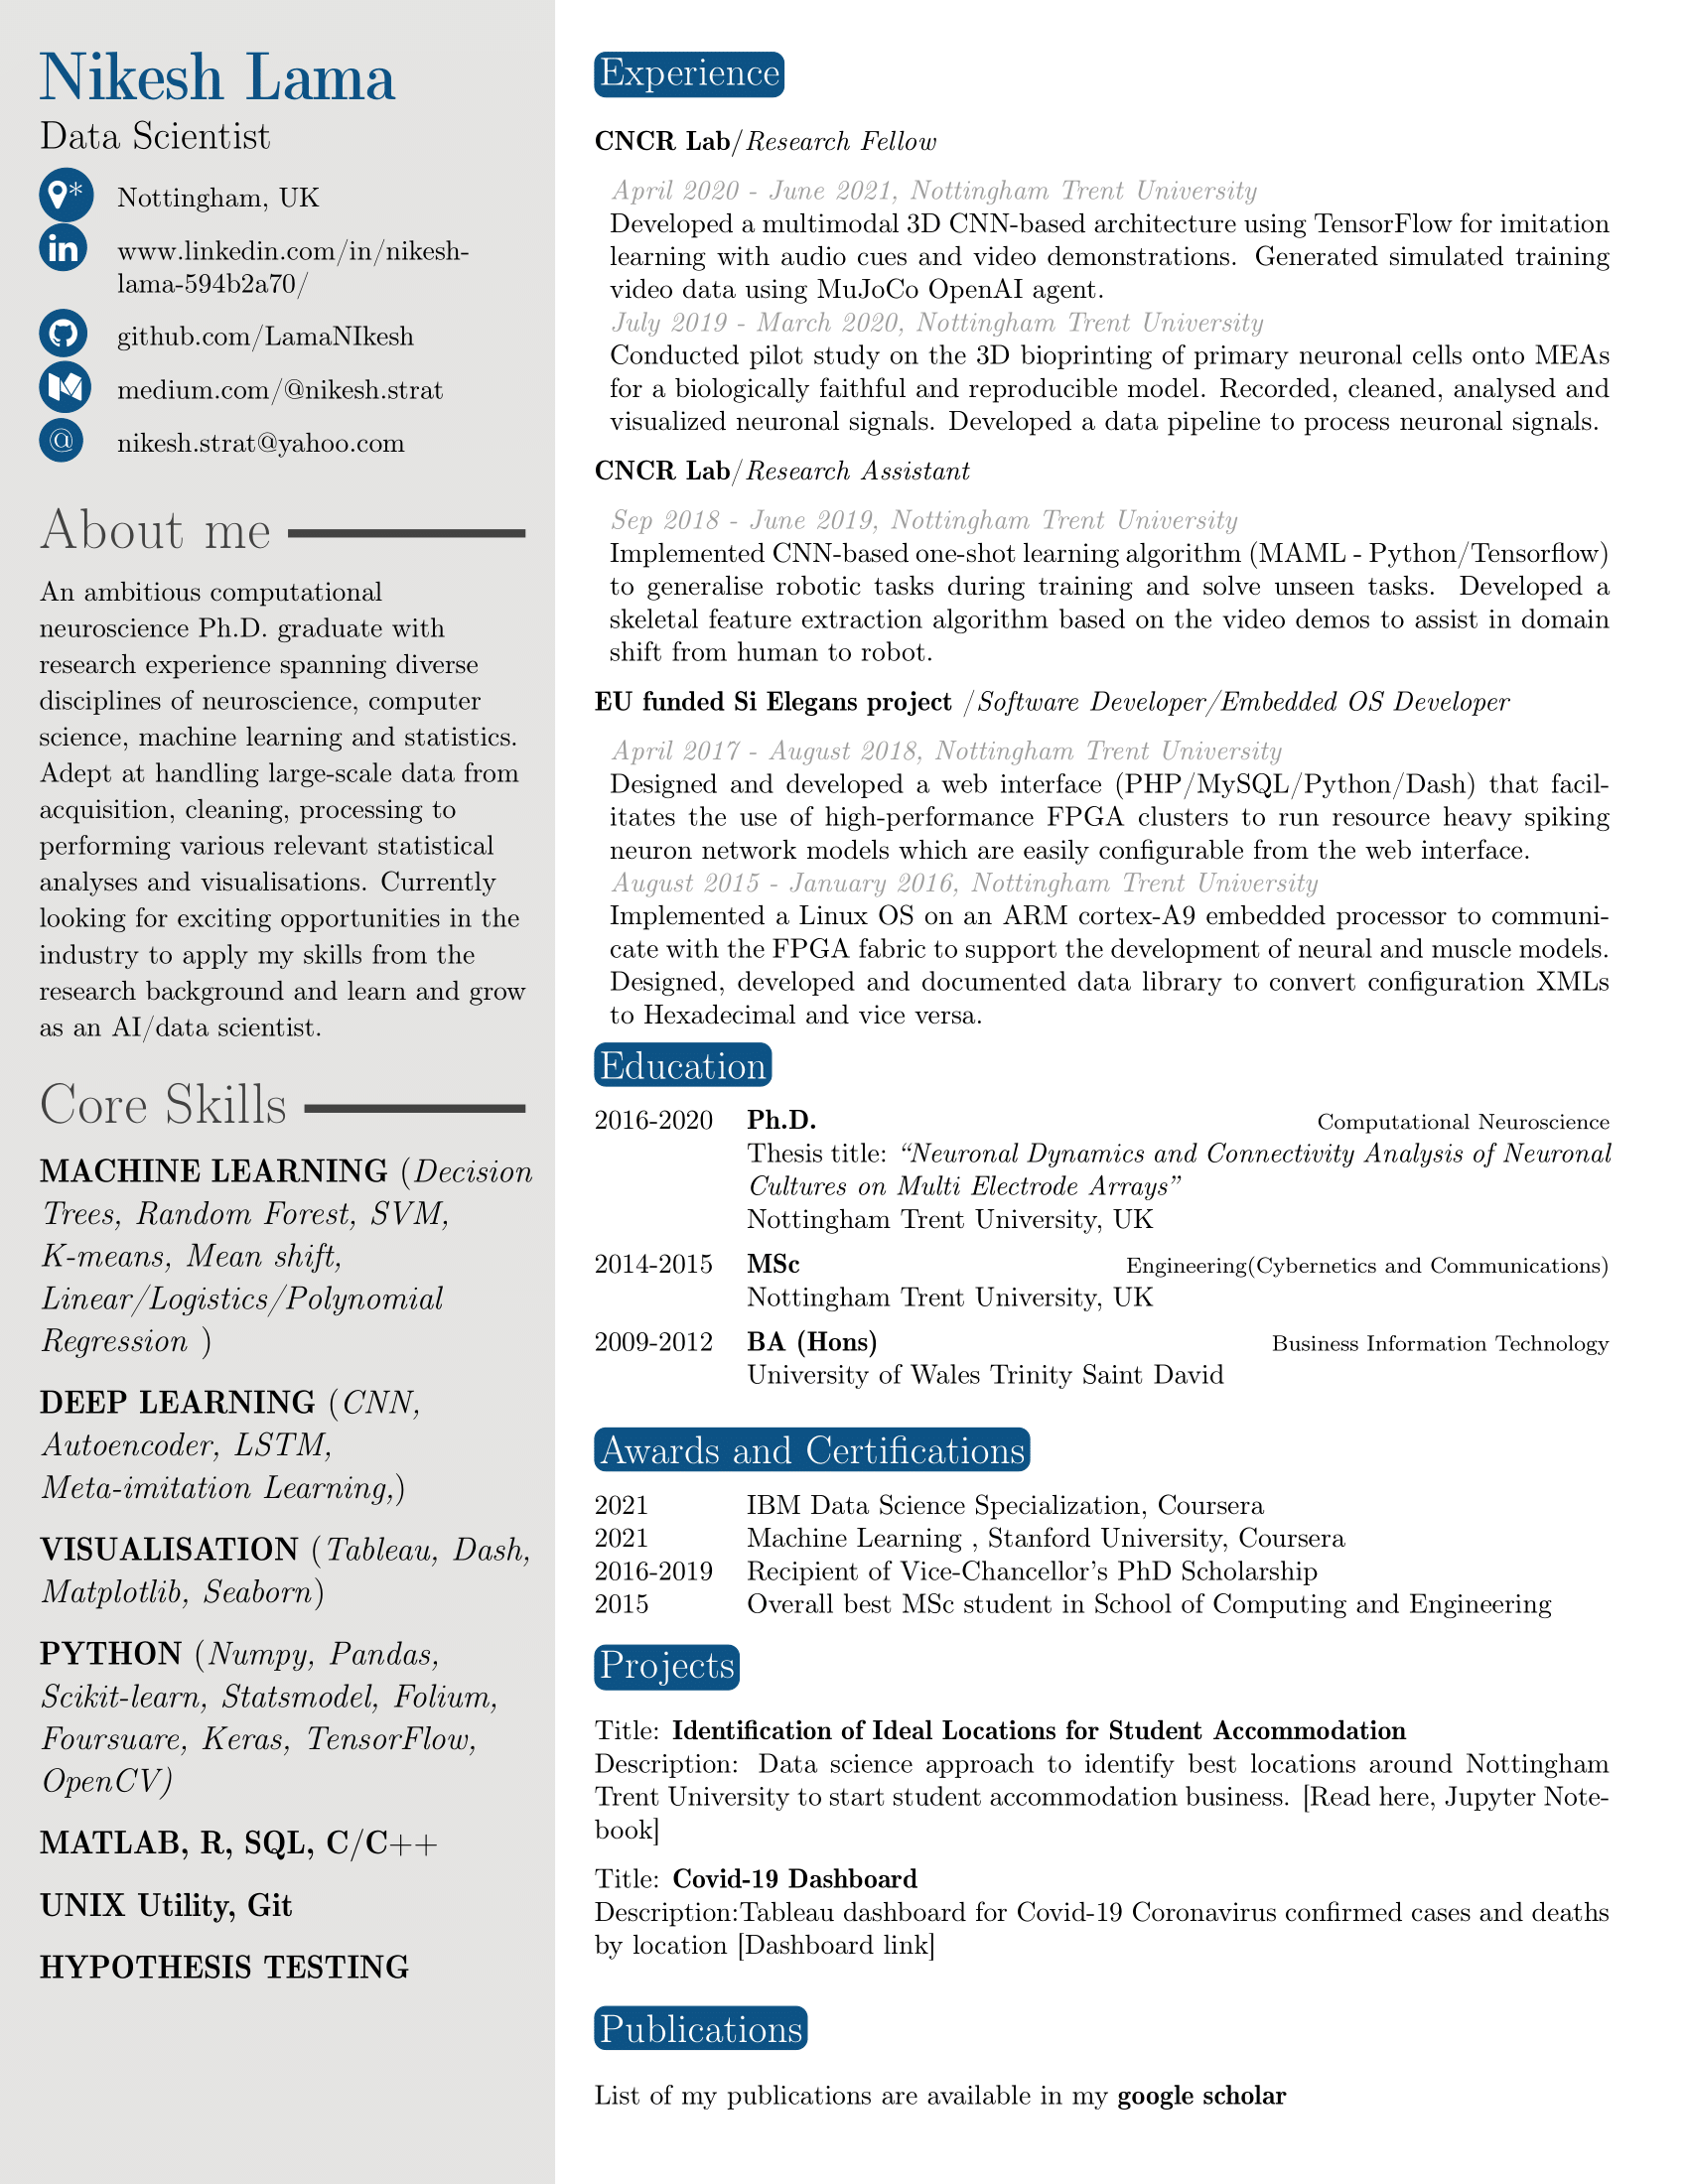 Nikesh Lama
Data Scientist
*
Nottingham, UK
in
www.linkedin.com/in/nikesh-
lama-594b2a70/
github.com/LamaNIkesh
medium.com/@nikesh.strat
@
nikesh.strat@yahoo.com
About me
An ambitious computational
neuroscience Ph.D. graduate with
research experience spanning diverse
disciplines of neuroscience, computer
science, machine learning and statistics.
Adept at handling large-scale data from
acquisition, cleaning, processing to
performing various relevant statistical
analyses and visualisations. Currently
looking for exciting opportunities in the
industry to apply my skills from the
research background and learn and grow
as an AI/data scientist.
Core Skills
MACHINE LEARNING (Decision
Trees, Random Forest, SVM,
K-means, Mean shift,
Linear/Logistics/Polynomial
Regression )
DEEP LEARNING (CNN,
Autoencoder, LSTM,
Meta-imitation Learning,)
VISUALISATION (Tableau, Dash,
Matplotlib, Seaborn)
PYTHON (Numpy, Pandas,
Scikit-learn, Statsmodel, Folium,
Foursuare, Keras, TensorFlow,
OpenCV)
MATLAB, R, SQL, C/C++
UNIX Utility, Git
HYPOTHESIS TESTING
Experience
CNCR Lab/Research Fellow
April 2020 - June 2021, Nottingham Trent University
Developed a multimodal 3D CNN-based architecture using TensorFlow for imitation
learning with audio cues and video demonstrations. Generated simulated training
video data using MuJoCo OpenAI agent.
July 2019 - March 2020, Nottingham Trent University
Conducted pilot study on the 3D bioprinting of primary neuronal cells onto MEAs
for a biologically faithful and reproducible model. Recorded, cleaned, analysed and
visualized neuronal signals. Developed a data pipeline to process neuronal signals.
CNCR Lab/Research Assistant
Sep 2018 - June 2019, Nottingham Trent University
Implemented CNN-based one-shot learning algorithm (MAML - Python/Tensorflow)
to generalise robotic tasks during training and solve unseen tasks. Developed a
skeletal feature extraction algorithm based on the video demos to assist in domain
shift from human to robot.
EU funded Si Elegans project /Software Developer/Embedded OS Developer
April 2017 - August 2018, Nottingham Trent University
Designed and developed a web interface (PHP/MySQL/Python/Dash) that facil-
itates the use of high-performance FPGA clusters to run resource heavy spiking
neuron network models which are easily configurable from the web interface.
August 2015 - January 2016, Nottingham Trent University
Implemented a Linux OS on an ARM cortex-A9 embedded processor to communi-
cate with the FPGA fabric to support the development of neural and muscle models.
Designed, developed and documented data library to convert configuration XMLs
to Hexadecimal and vice versa.
Education
2016-2020 Ph.D. Computational Neuroscience
Thesis title: “Neuronal Dynamics and Connectivity Analysis of Neuronal
Cultures on Multi Electrode Arrays”
Nottingham Trent University, UK
2014-2015 MSc Engineering(Cybernetics and Communications)
Nottingham Trent University, UK
2009-2012 BA (Hons) Business Information Technology
University of Wales Trinity Saint David
Awards and Certifications
2021 IBM Data Science Specialization, Coursera
2021 Machine Learning , Stanford University, Coursera
2016-2019 Recipient of Vice-Chancellor's PhD Scholarship
2015 Overall best MSc student in School of Computing and Engineering
Projects
Title: Identification of Ideal Locations for Student Accommodation
Description: Data science approach to identify best locations around Nottingham
Trent University to start student accommodation business. [Read here, Jupyter Note-
book]
Title: Covid-19 Dashboard
Description:Tableau dashboard for Covid-19 Coronavirus confirmed cases and deaths
by location [Dashboard link]
Publications
List of my publications are available in my google scholar